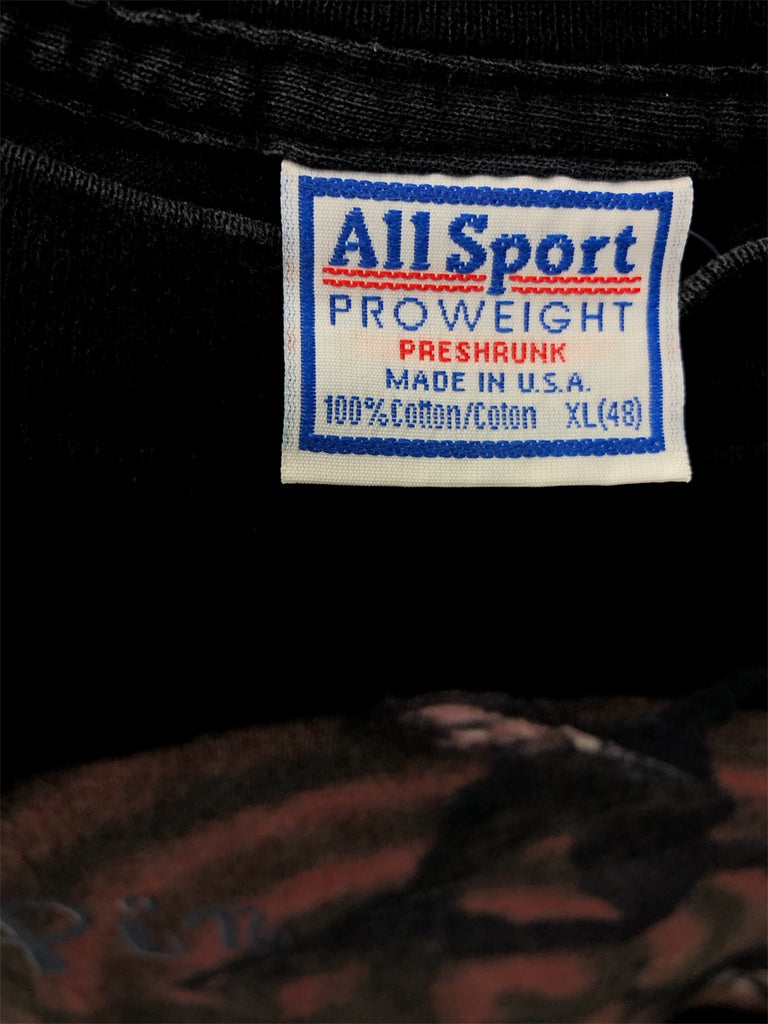 All Sport
PROWEIGHT
PRESHRUNK
MADE IN U.S.A.
100% Cotton/Coton XL(48)